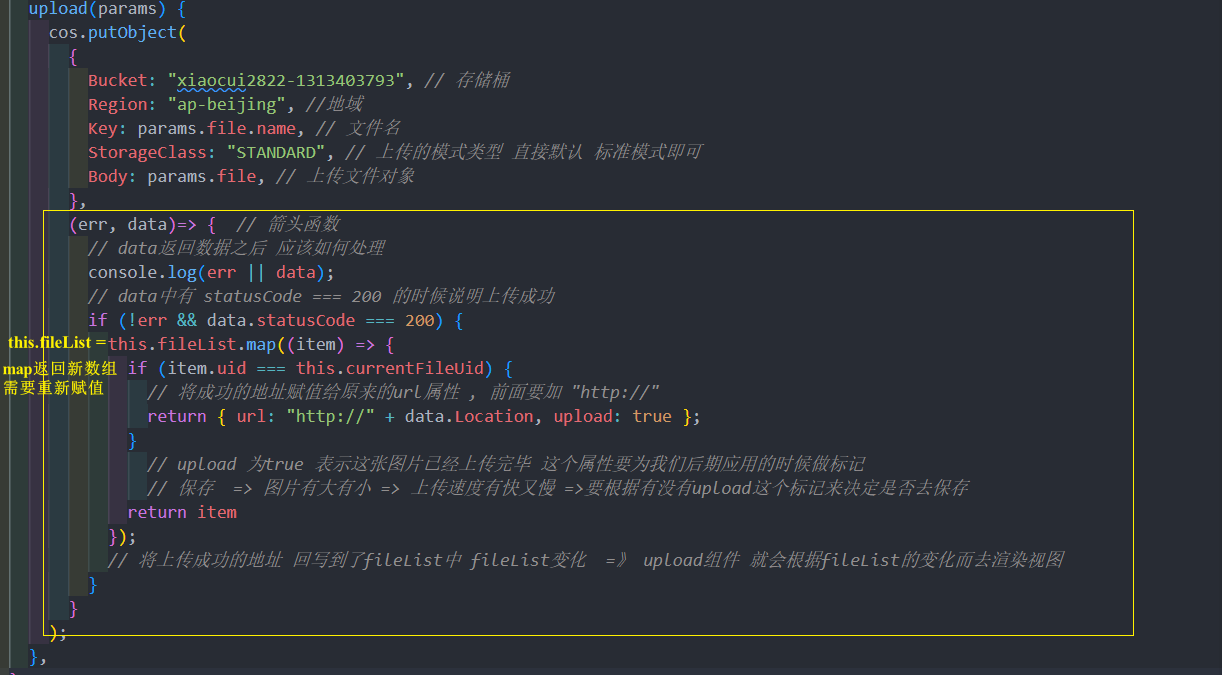 upload(params) {
cos.putObject(
{
Bucket: "xiaocui2822-1313403793", // 存储桶
Region: "ap-beijing", //地域
Key: params.file.name, // 文件名
StorageClass: "STANDARD", // 上传的模式类型 直接默认 标准模式即可
Body: params.file, // 上传文件对象
},
(err, data)=> { // 箭头函数
// data返回数据之后 应该如何处理
console.log(err || data);
// data中有 statusCode === 200 的时候说明上传成功
if (!err && data.statusCode === 200) {
this.fileList =this.fileList.map((item) => {
map返回新数组 if (item.uid === this.currentFileUid) {
需要重新赋值 // 将成功的地址赋值给原来的url属性 , 前面要加 "http://"
return { url: "http://" + data.Location, upload: true };
}
// upload 为true 表示这张图片已经上传完毕 这个属性要为我们后期应用的时候做标记
// 保存 => 图片有大有小 => 上传速度有快又慢 =>要根据有没有upload这个标记来决定是否去保存
return item
});
// 将上传成功的地址 回写到了fileList中 fileList变化 =》 upload组件 就会根据fileList的变化而去渲染视图
}
}
);
},